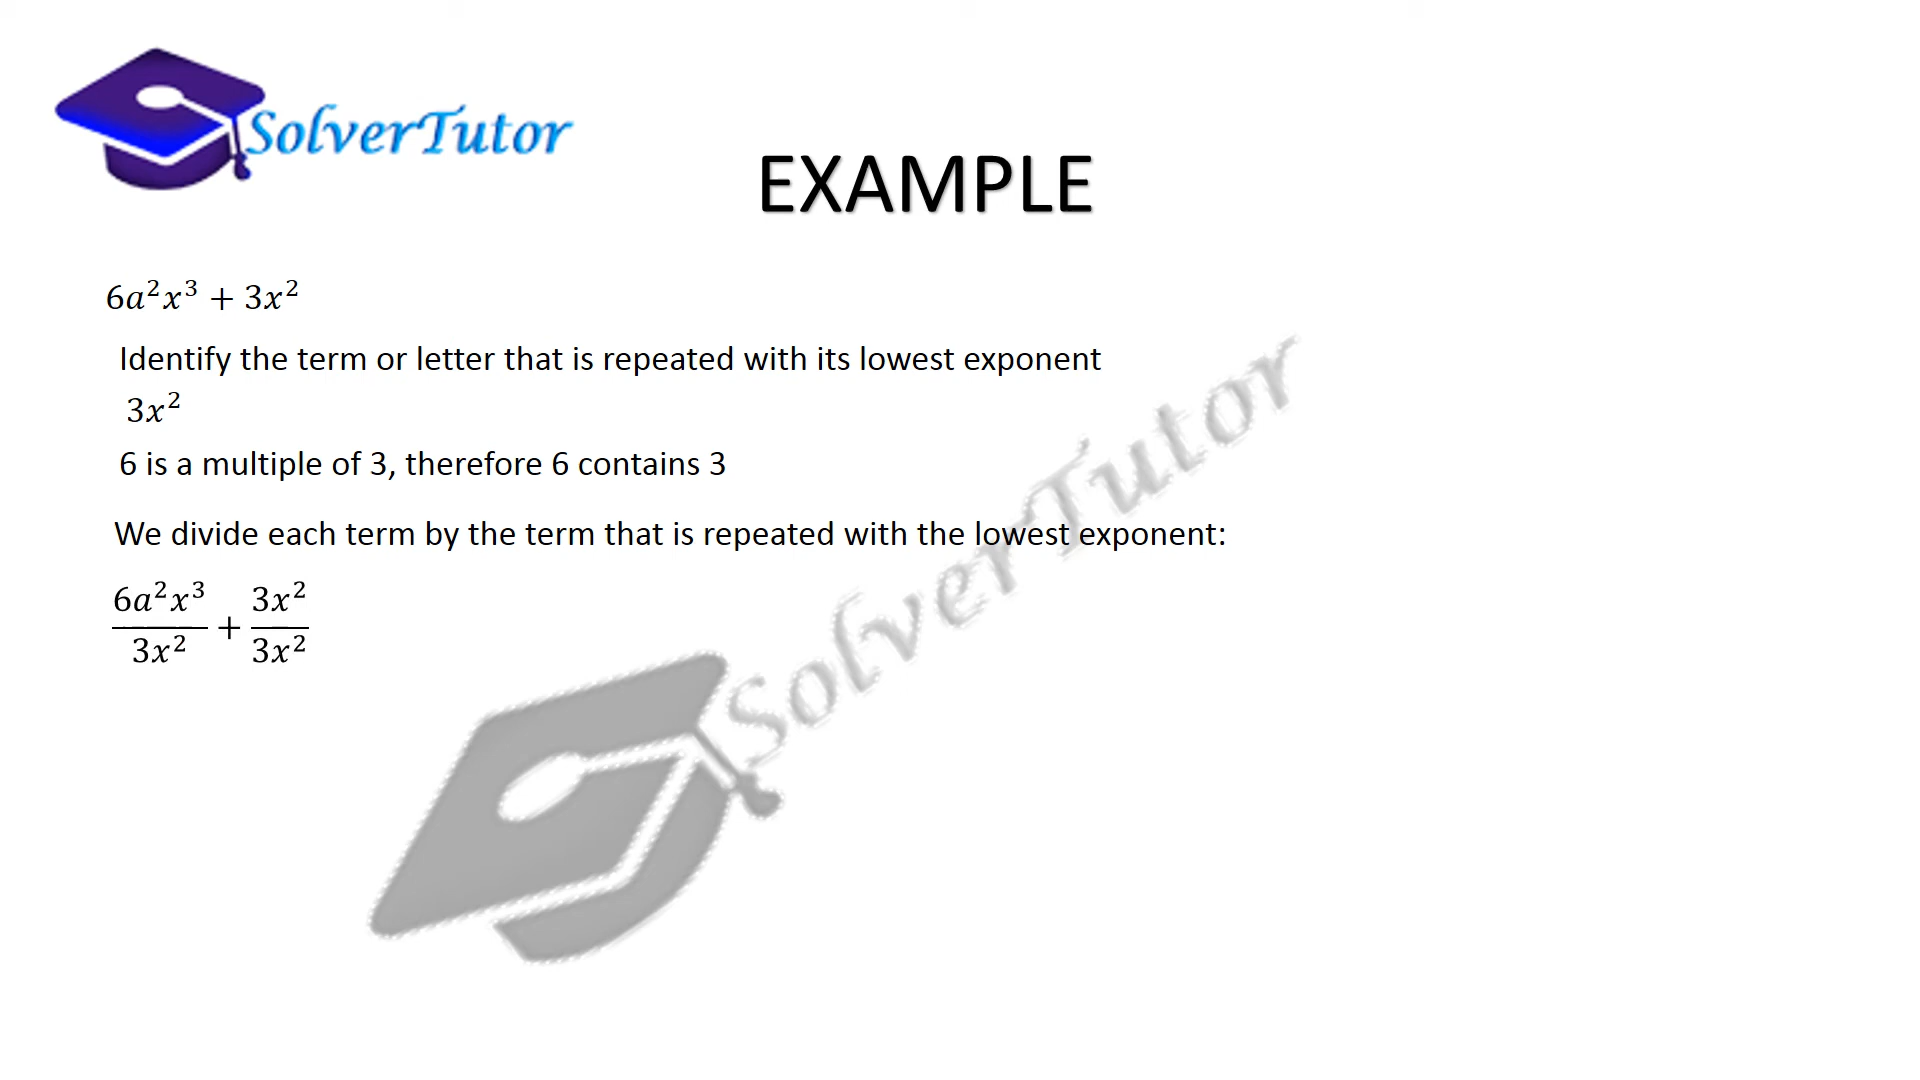 SolverTutor
EXAMPLE
6a²x³ + 3x²
Identify the term or letter that is repeated with its lowest exponent
3x²
6 is a multiple of 3, therefore 6 contains 3
We divide each term by the term that is repeated with the lowest exponent:
6a²x³/3x² + 3x²/3x²
SolverTutor